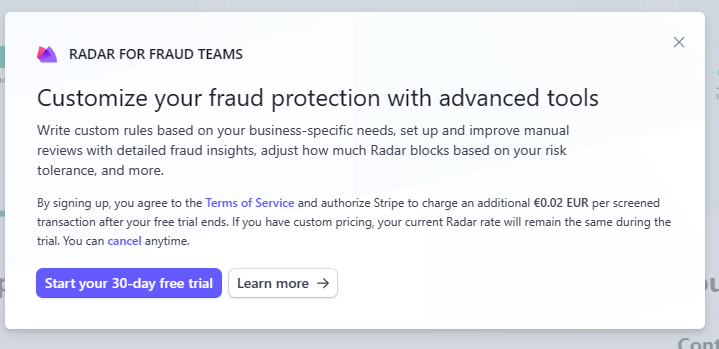 RADAR FOR FRAUD TEAMS
Customize your fraud protection with advanced tools
Write custom rules based on your business-specific needs, set up and improve manual
reviews with detailed fraud insights, adjust how much Radar blocks based on your risk
tolerance, and more.
By signing up, you agree to the Terms of Service and authorize Stripe to charge an additional €0.02 EUR per screened
transaction after your free trial ends. If you have custom pricing, your current Radar rate will remain the same during the
trial. You can cancel anytime.
Start your 30-day free trial
Learn more →